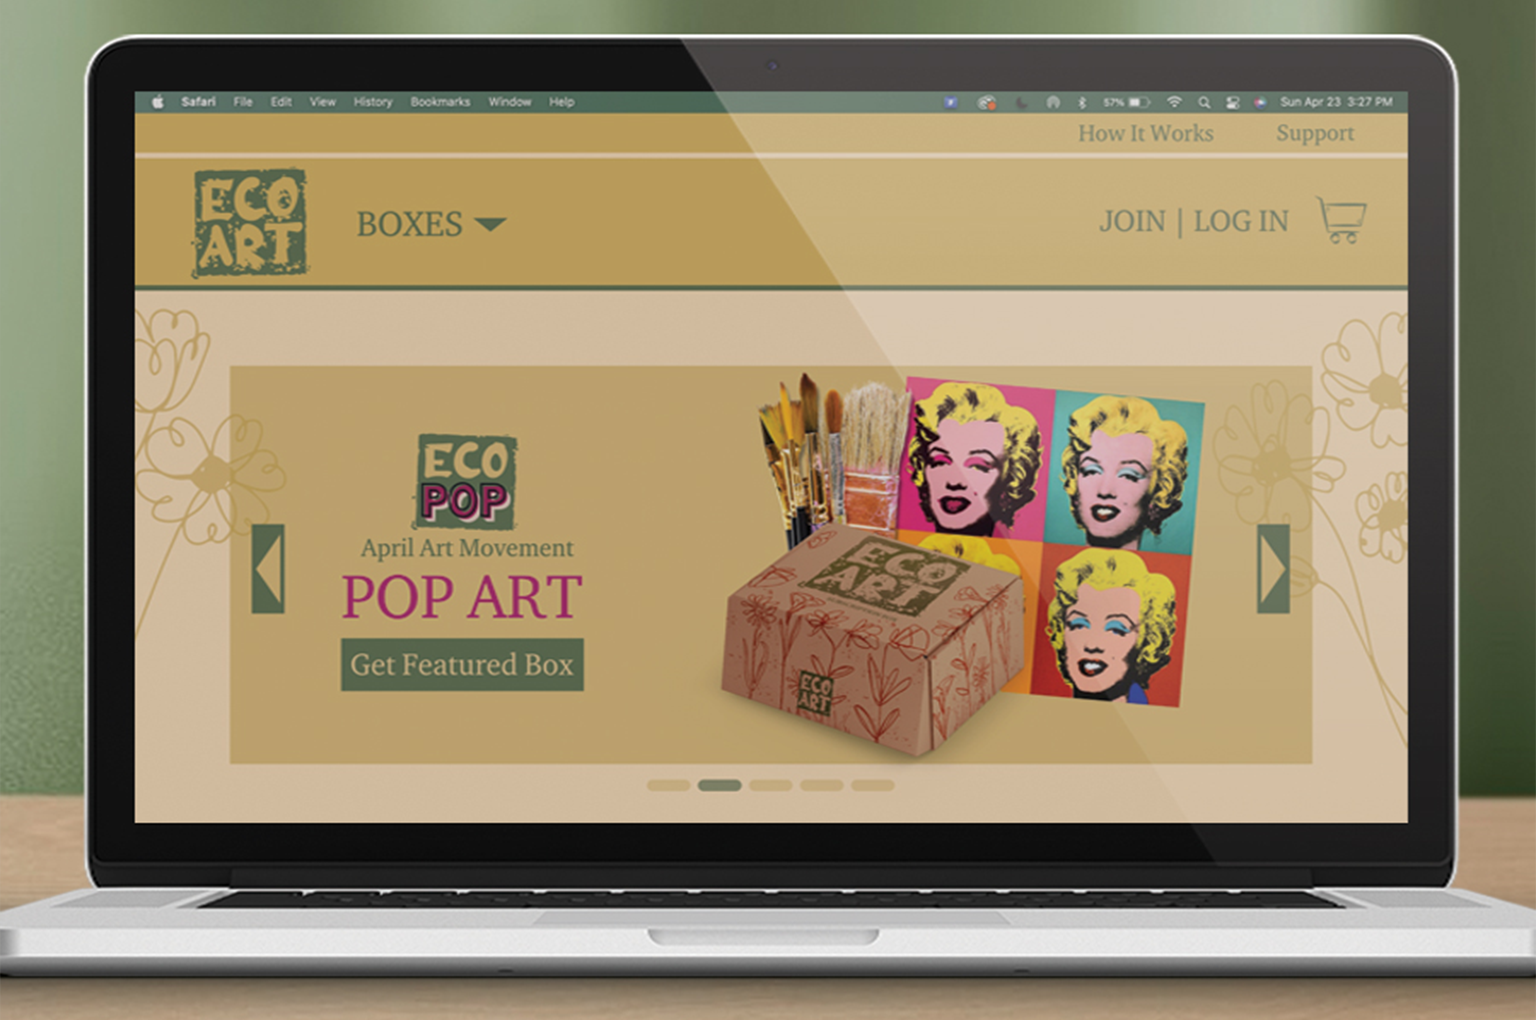 Safari File Edit View History Bookmarks Window Help 57% Sun Apr 23 3:27 PM
How It Works Support
ECO
ART
BOXES
JOIN | LOG IN
ECO
POP
April Art Movement
POP ART
Get Featured Box
ECO
ART
ECO
ART